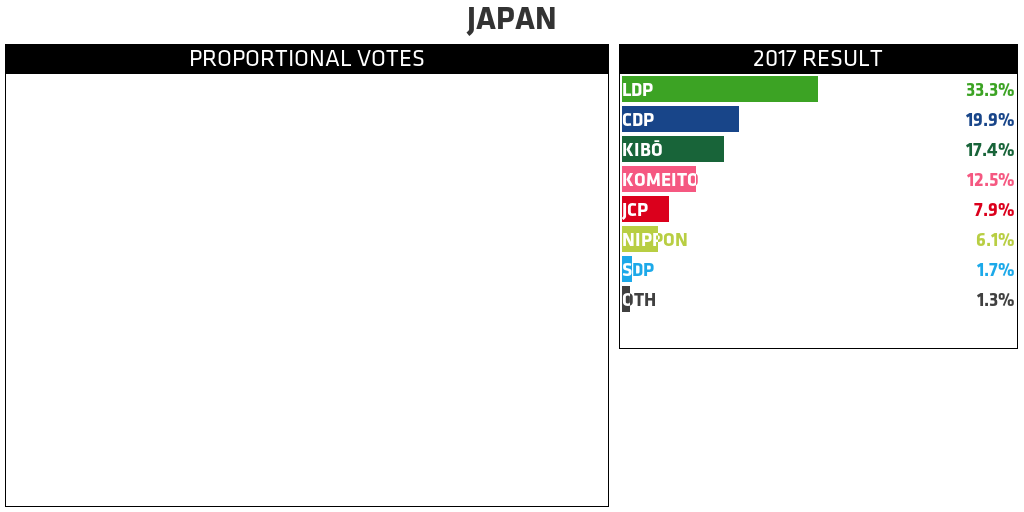 JAPAN
PROPORTIONAL VOTES
2017 RESULT
LDP 33.3%
CDP 19.9%
KIBŌ 17.4%
KOMEITO 12.5%
JCP 7.9%
NIPPON 6.1%
SDP 1.7%
OTH 1.3%